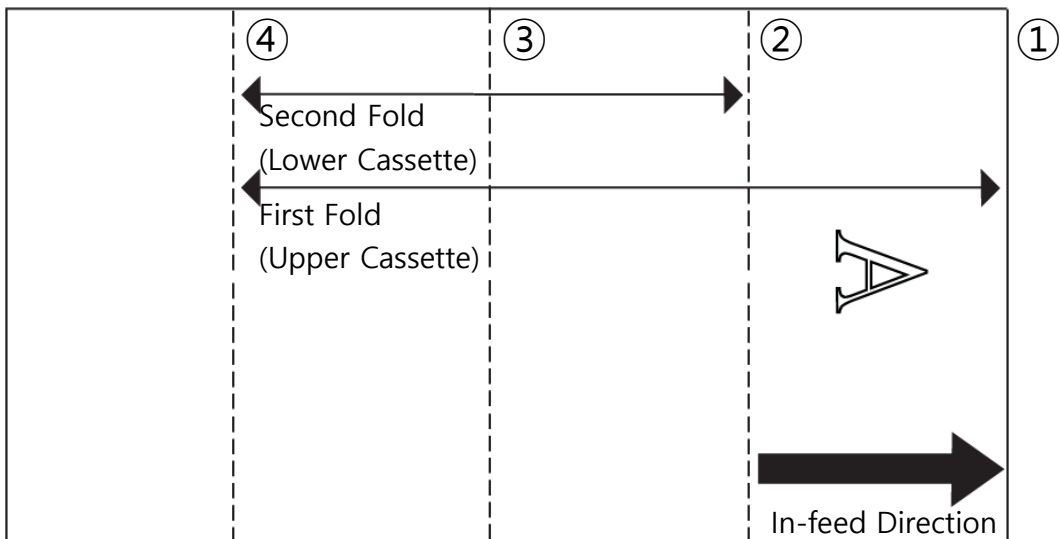 ④ ③ ② ①
Second Fold
(Lower Cassette)
First Fold
(Upper Cassette)
A
In-feed Direction